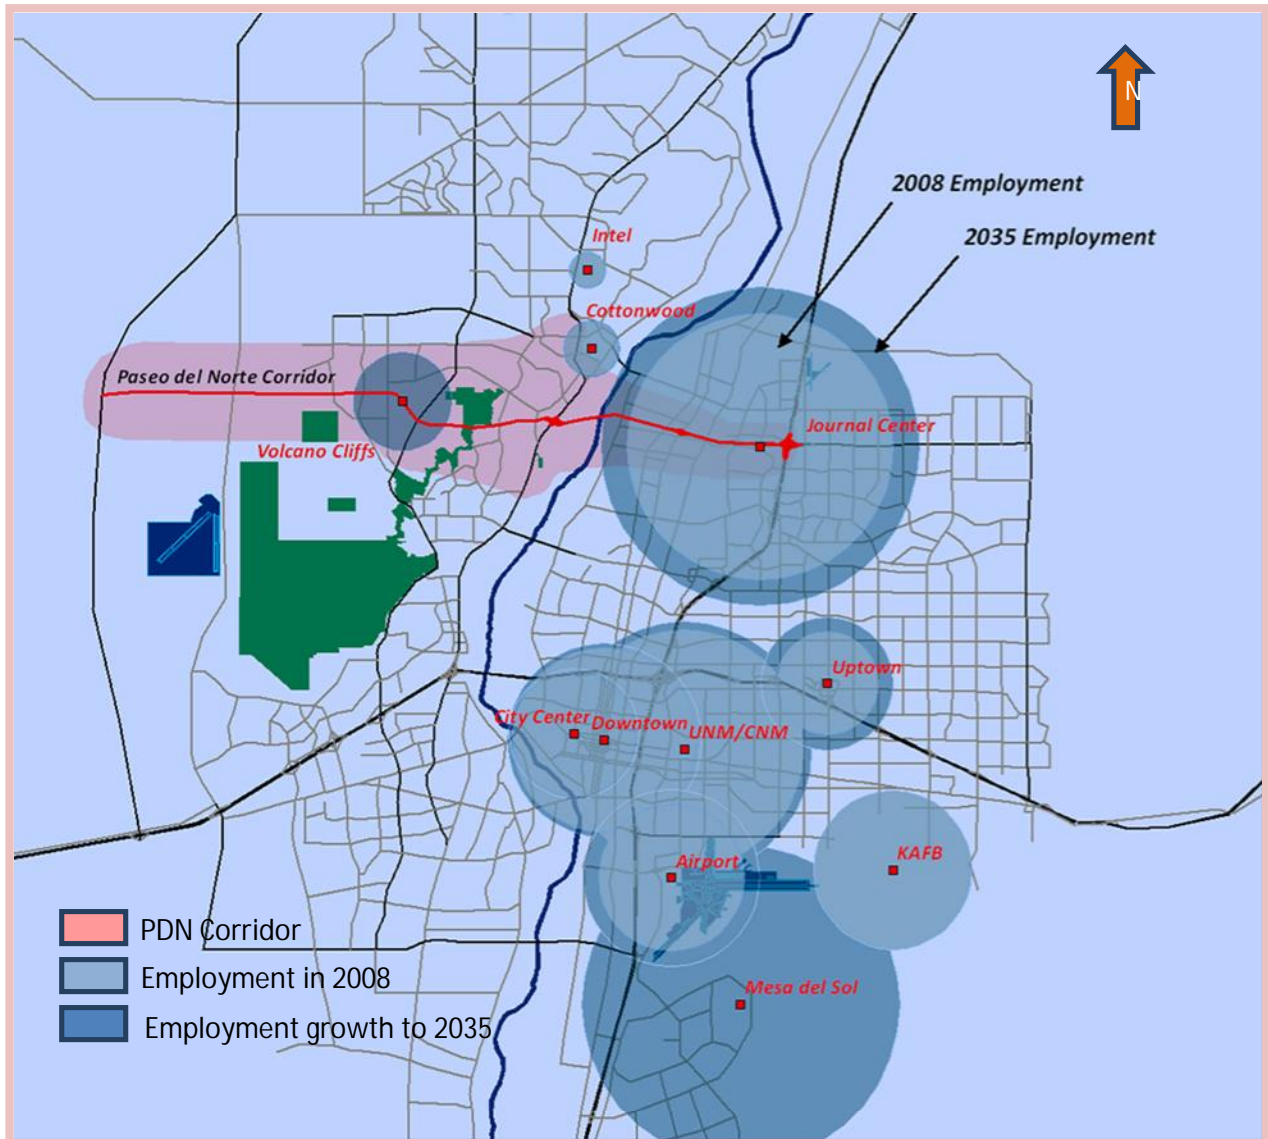 N
2008 Employment
2035 Employment
Intel
Cottonwood
Paseo del Norte Corridor
Journal Center
Volcano Cliffs
Uptown
City Center
Downtown
UNM/CNM
Airport
KAFB
Mesa del Sol
PDN Corridor
Employment in 2008
Employment growth to 2035